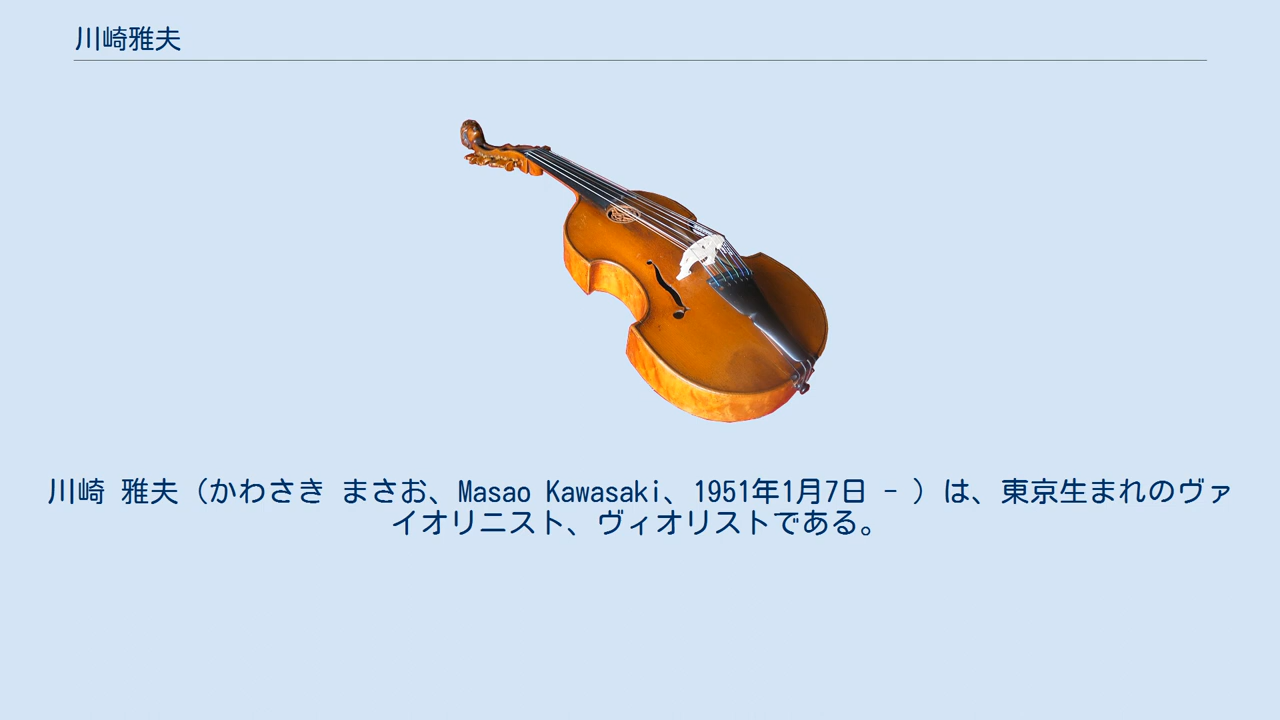 川崎雅夫
川崎 雅夫（かわさき まさお、Masao Kawasaki、1951年1月7日 - ）は、東京生まれのヴァ
イオリニスト、ヴィオリストである。